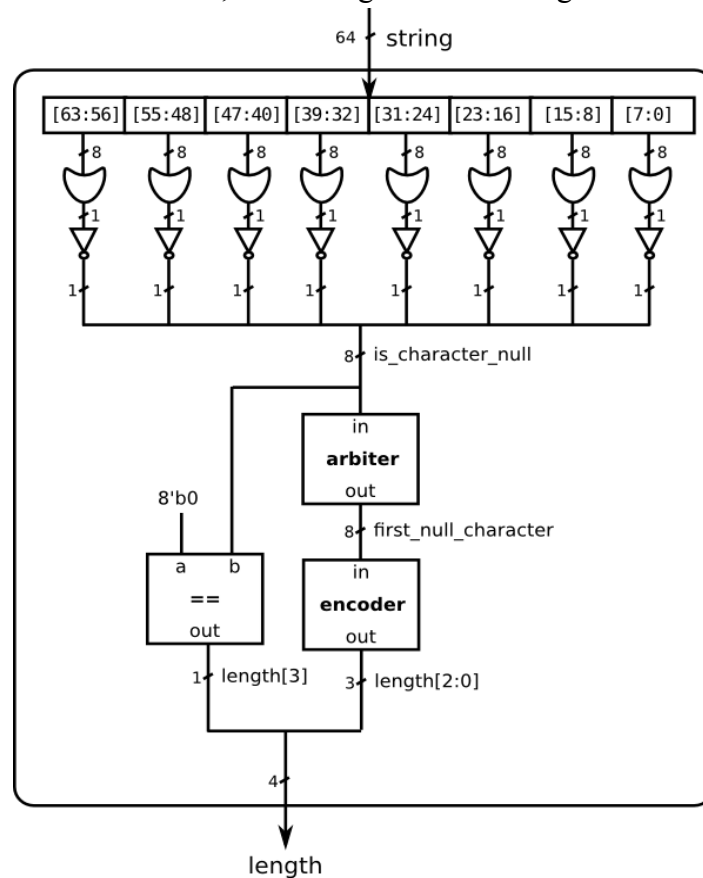 64 string
[63:56] [55:48] [47:40] [39:32] [31:24] [23:16] [15:8] [7:0]
8 8 8 8 8 8 8 8
1 1 1 1 1 1 1 1
1 1 1 1 1 1 1 1
8 is_character_null
in
arbiter
out
8'b0
8 first_null_character
a b
==
out
in
encoder
out
1 length[3]
3 length[2:0]
4
length